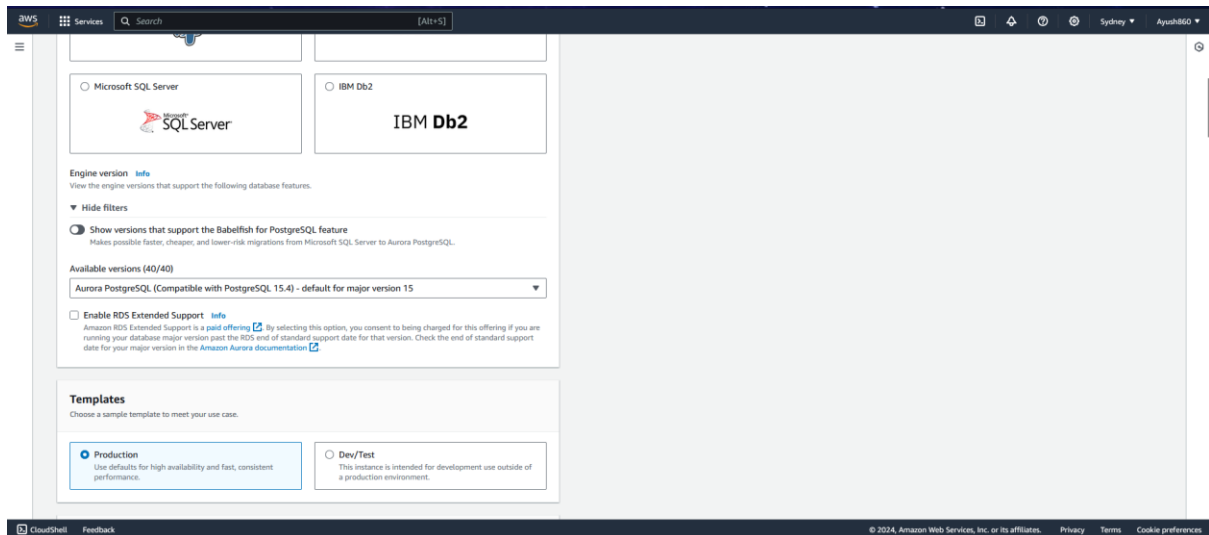 aws
Services
Search
[Alt+S]
Sydney
Ayush860
Microsoft SQL Server
IBM Db2
Microsoft
SQL Server
IBM Db2
Engine version Info
View the engine versions that support the following database features.
Hide filters
Show versions that support the Babelfish for PostgreSQL feature
Makes possible faster, cheaper, and lower-risk migrations from Microsoft SQL Server to Aurora PostgreSQL.
Available versions (40/40)
Aurora PostgreSQL (Compatible with PostgreSQL 15.4) - default for major version 15
Enable RDS Extended Support Info
Amazon RDS Extended Support is a paid offering. By selecting this option, you consent to being charged for this offering if you are
running your database major version past the RDS end of standard support date for that version. Check the end of standard support
date for your major version in the Amazon Aurora documentation.
Templates
Choose a sample template to meet your use case.
Production
Use defaults for high availability and fast, consistent
performance.
Dev/Test
This instance is intended for development use outside of
a production environment.
CloudShell
Feedback
© 2024, Amazon Web Services, Inc. or its affiliates.
Privacy
Terms
Cookie preferences